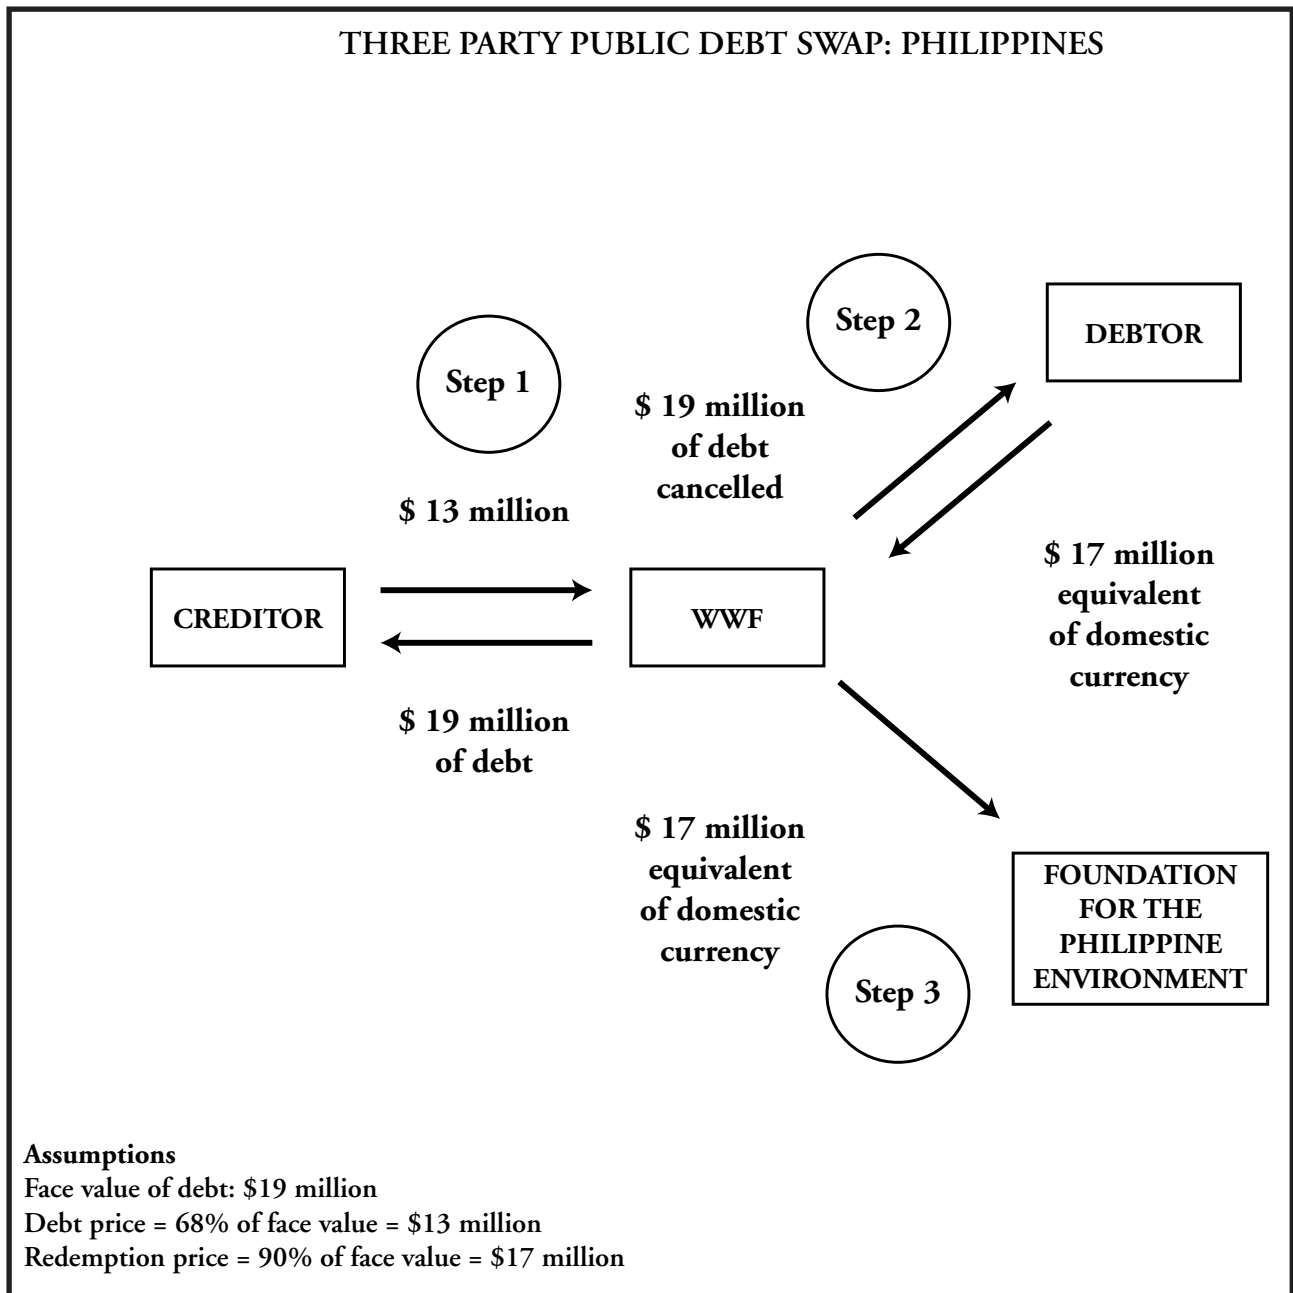 THREE PARTY PUBLIC DEBT SWAP: PHILIPPINES
Step 1
Step 2
DEBTOR
$ 19 million
of debt
cancelled
$ 13 million
$ 17 million
equivalent
of domestic
currency
CREDITOR
WWF
$ 19 million
of debt
$ 17 million
equivalent
of domestic
currency
Step 3
FOUNDATION
FOR THE
PHILIPPINE
ENVIRONMENT
Assumptions
Face value of debt: $19 million
Debt price = 68% of face value = $13 million
Redemption price = 90% of face value = $17 million